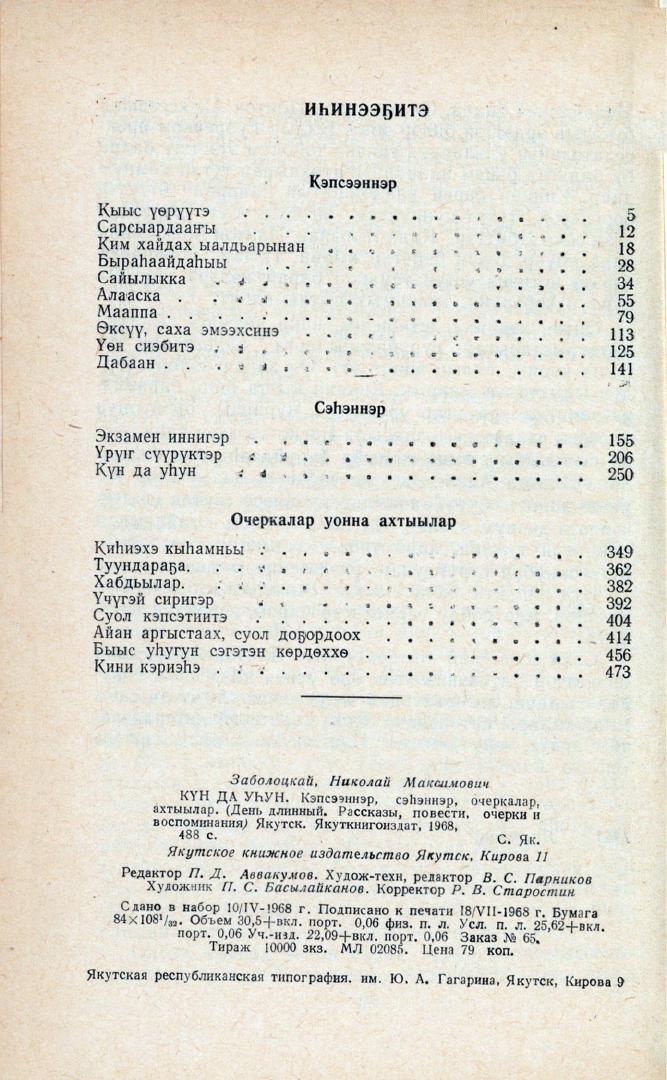 ИҺИНЭЭҔИТЭ
Кэпсээннэр
Кыыс үөрүүтэ . . . . . . . . . . . . . 5
Сарсыардааҥы . . . . . . . . . . . . . 12
Ким хайдах ыалдьарынан . . . . . . . . . . 18
Быраһаайдаһыы . . . . . . . . . . . . 28
Сайылыкка . . . . . . . . . . . . . . 34
Алааска . . . . . . . . . . . . . . . 55
Мааппа . . . . . . . . . . . . . . . 79
Өксүү, саха эмээхсинэ . . . . . . . . . . . 113
Үөн сиэбитэ . . . . . . . . . . . . . . 125
Дабаан . . . . . . . . . . . . . . . 141
Сэһэннэр
Экзамен иннигэр . . . . . . . . . . . . 155
Үрүҥ сүүрүктэр . . . . . . . . . . . . 206
Күн да уһун . . . . . . . . . . . . . 250
Очеркалар уонна ахтыылар
Киһиэхэ кыһамньы . . . . . . . . . . . . 349
Туундараҕа. . . . . . . . . . . . . . 362
Хабдьылар. . . . . . . . . . . . . . 382
Үчүгэй сиригэр . . . . . . . . . . . . 392
Суол кэпсэтиитэ . . . . . . . . . . . . 404
Айан аргыстаах, суол доҕордоох . . . . . . . . 414
Быыс уһугун сэгэтэн көрдөххө . . . . . . . . 456
Кини кэриэһэ . . . . . . . . . . . . . 473
Заболоцкай, Николай Максимович
КҮН ДА УҺУН. Кэпсээннэр, сэһэннэр, очеркалар,
ахтыылар. (День длинный. Рассказы, повести, очерки и
воспоминания) Якутск. Якуткнигоиздат, 1968,
488 с.
С. Як.
Якутское книжное издательство Якутск, Кирова 11
Редактор П. Д. Аввакумов. Худож-техн, редактор В. С. Парников
Художник П. С. Басылайканов. Корректор Р. В. Старостин
Сдано в набор 10/IV-1968 г. Подписано к печати 18/VII-1968 г. Бумага
84×108¹/₃₂. Объем 30,5+вкл. порт. 0,06 физ. п. л. Усл. п. л. 25,62+вкл.
порт. 0,06 Уч.-изд. 22,09+вкл. порт. 0,06 Заказ № 65.
Тираж 10000 экз. МЛ 02085. Цена 79 коп.
Якутская республиканская типография. им. Ю. А. Гагарина, Якутск, Кирова 9